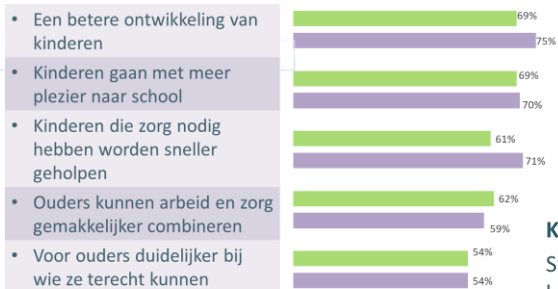 • Een betere ontwikkeling van
kinderen
69%
75%
• Kinderen gaan met meer
plezier naar school
69%
70%
• Kinderen die zorg nodig
hebben worden sneller
geholpen
61%
71%
• Ouders kunnen arbeid en zorg
gemakkelijker combineren
62%
59%
• Voor ouders duidelijker bij
wie ze terecht kunnen
54%
54%
K